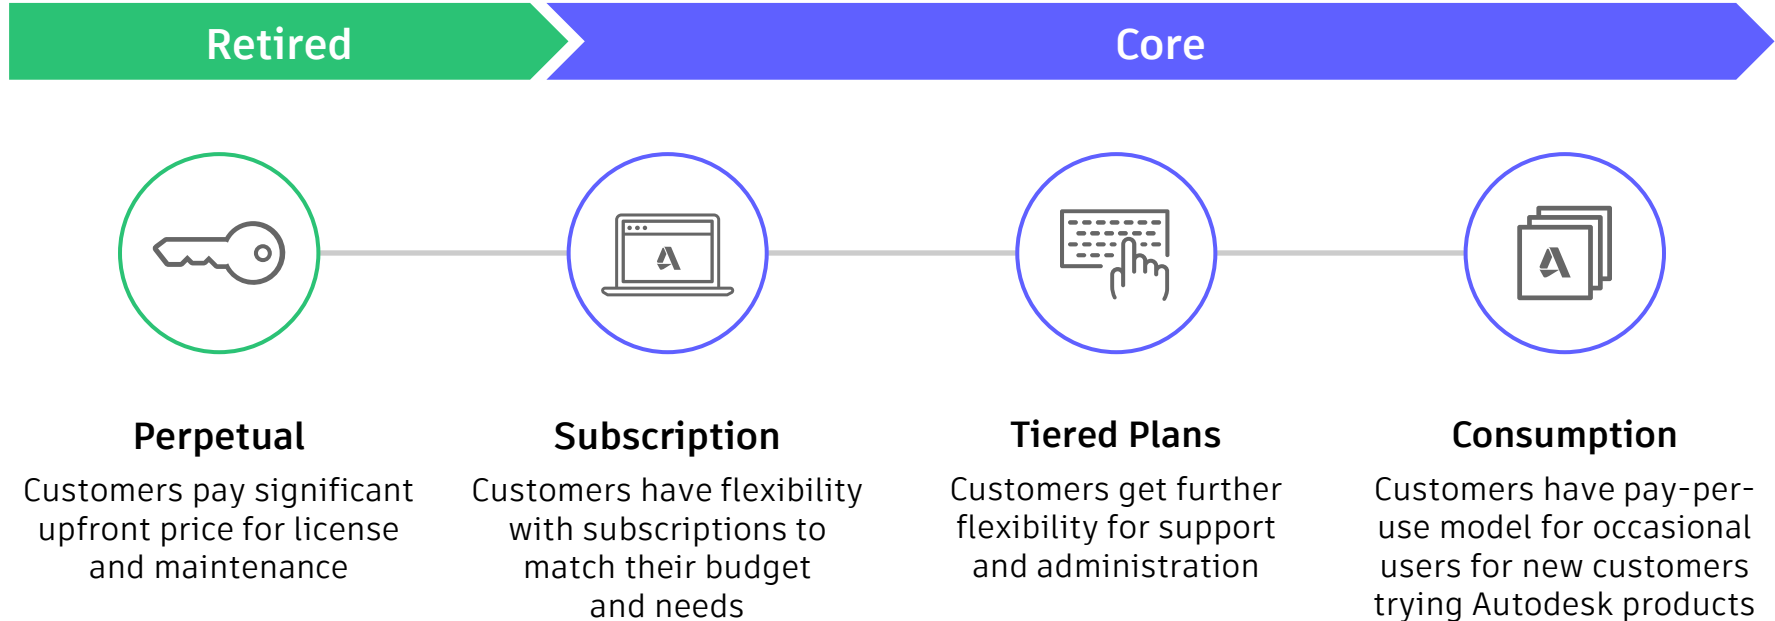 Retired
Core
Perpetual
Customers pay significant
upfront price for license
and maintenance
Subscription
Customers have flexibility
with subscriptions to
match their budget
and needs
Tiered Plans
Customers get further
flexibility for support
and administration
Consumption
Customers have pay-per-
use model for occasional
users for new customers
trying Autodesk products